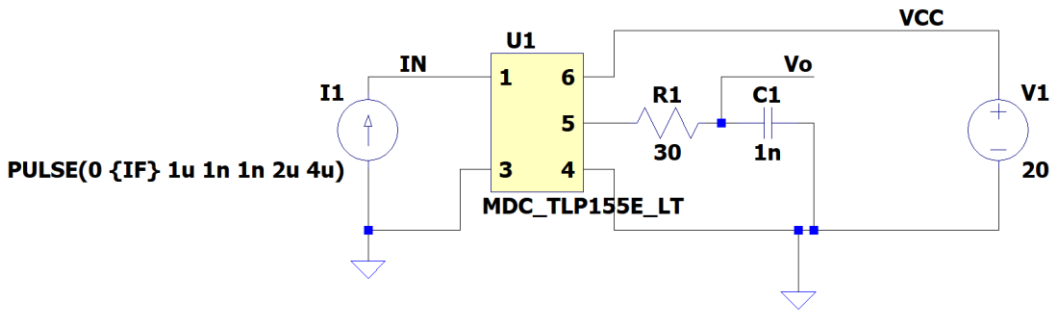 VCC
U1
IN
1
6
Vo
I1
R1
C1
V1
5
30
1n
PULSE(0 {IF} 1u 1n 1n 2u 4u)
3
4
20
MDC_TLP155E_LT